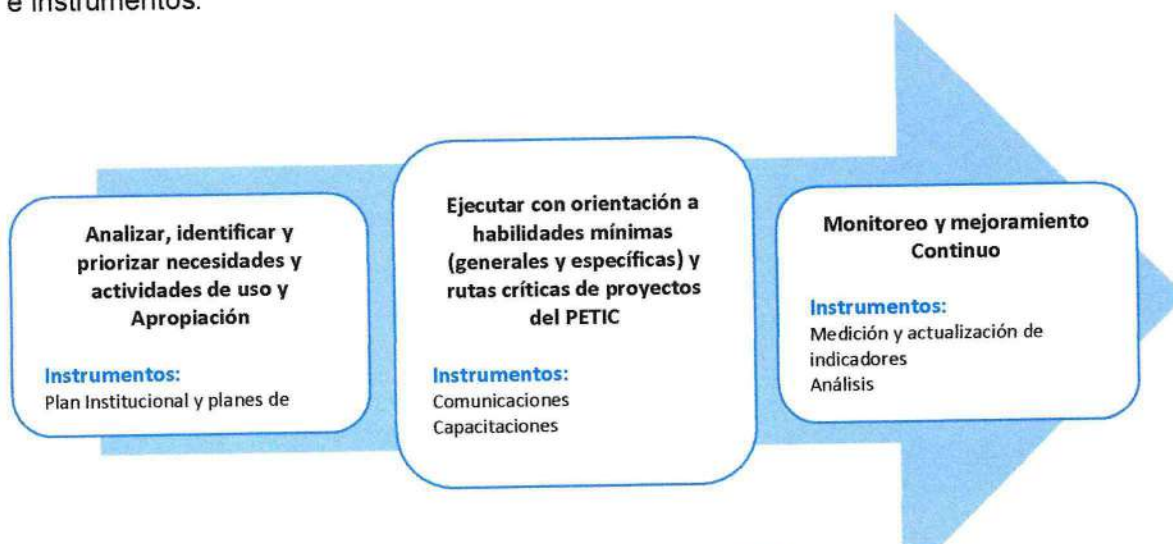 e instrumentos.
Analizar, identificar y
priorizar necesidades y
actividades de uso y
Apropiación
Instrumentos:
Plan Institucional y planes de
Ejecutar con orientación a
habilidades mínimas
(generales y específicas) y
rutas críticas de proyectos
del PETIC
Instrumentos:
Comunicaciones
Capacitaciones
Monitoreo y mejoramiento
Continuo
Instrumentos:
Medición y actualización de
indicadores
Análisis